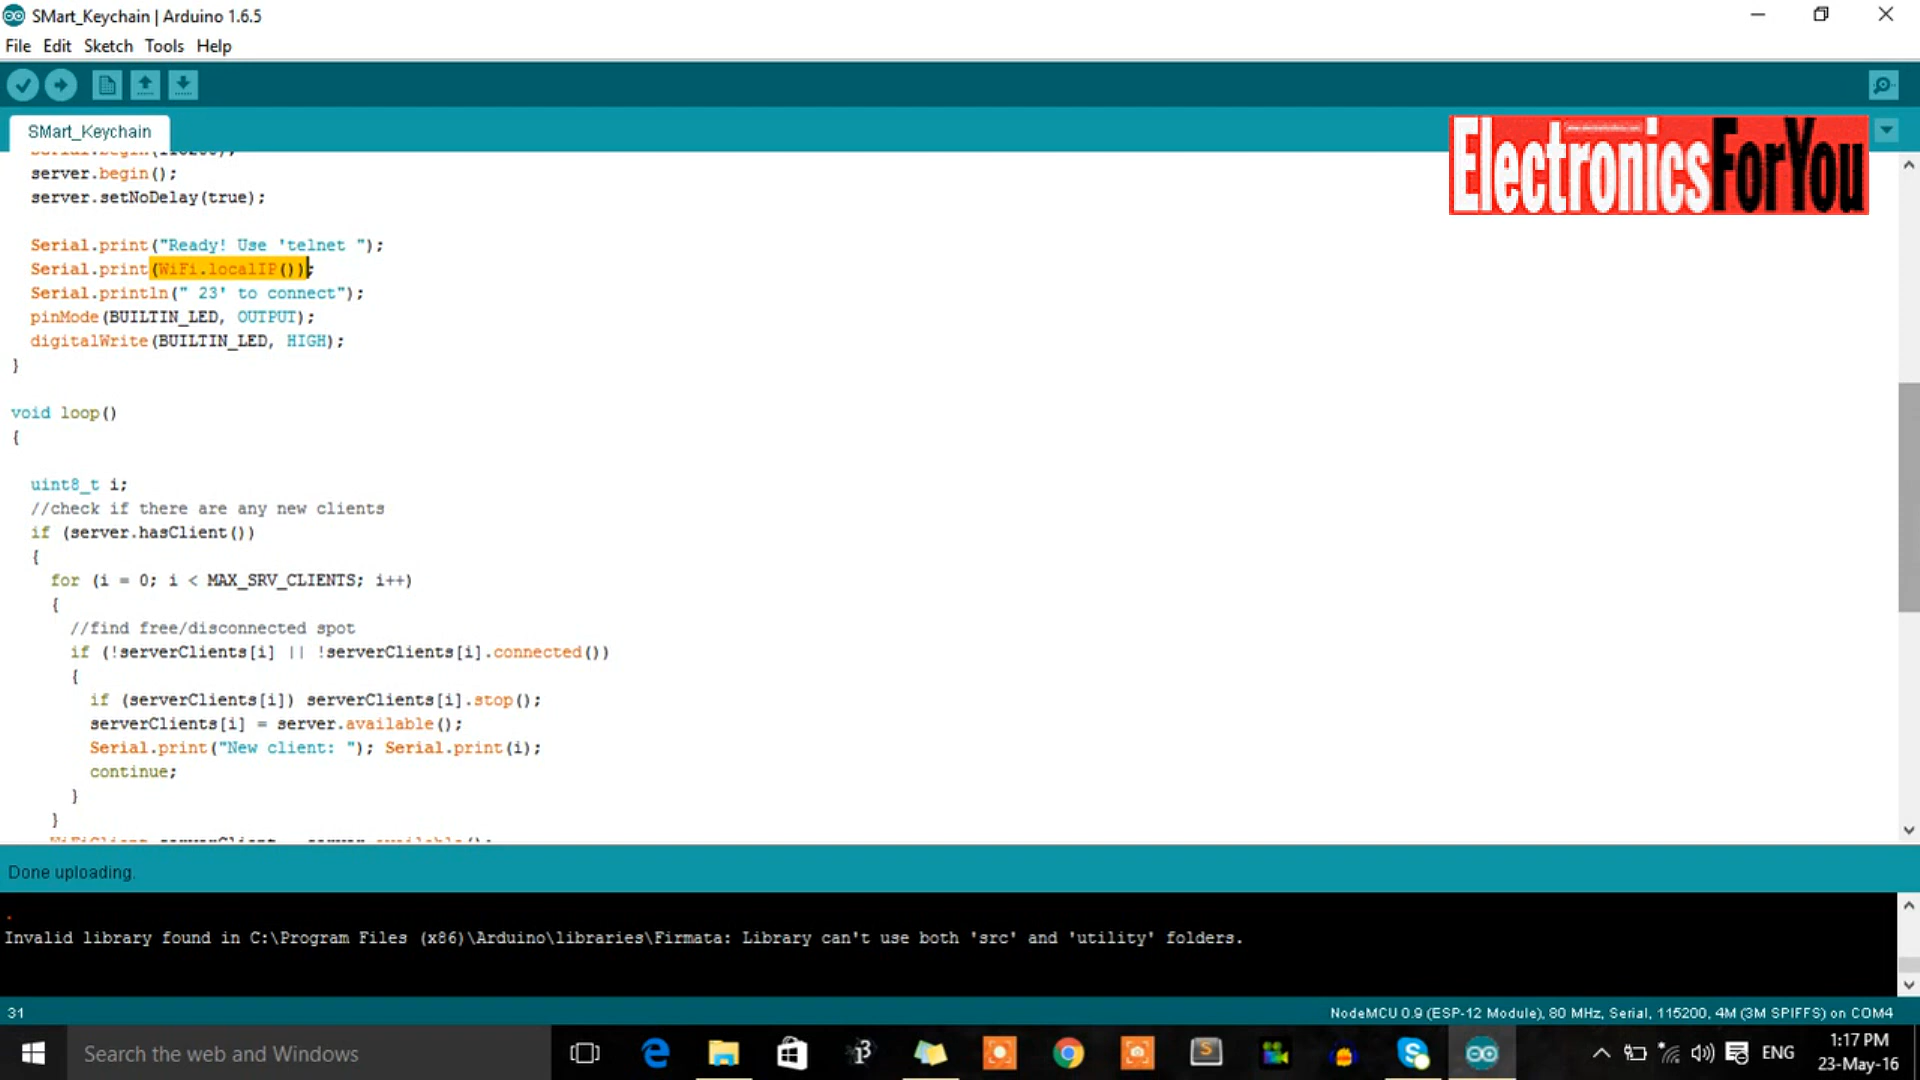 SMart_Keychain | Arduino 1.6.5
File Edit Sketch Tools Help
SMart_Keychain
ElectronicsForYou
server.begin();
server.setNoDelay(true);
Serial.print("Ready! Use 'telnet ");
Serial.print(WiFi.localIP());
Serial.println(" 23' to connect");
pinMode(BUILTIN_LED, OUTPUT);
digitalWrite(BUILTIN_LED, HIGH);
}
void loop()
{
uint8_t i;
//check if there are any new clients
if (server.hasClient())
{
for (i = 0; i < MAX_SRV_CLIENTS; i++)
{
//find free/disconnected spot
if (!serverClients[i] || !serverClients[i].connected())
{
if (serverClients[i]) serverClients[i].stop();
serverClients[i] = server.available();
Serial.print("New client: "); Serial.print(i);
continue;
}
}
Done uploading.
Invalid library found in C:\Program Files (x86)\Arduino\libraries\Firmata: Library can't use both 'src' and 'utility' folders.
31
NodeMCU 0.9 (ESP-12 Module), 80 MHz, Serial, 115200, 4M (3M SPIFFS) on COM4
Search the web and Windows
ENG
1:17 PM
23-May-16